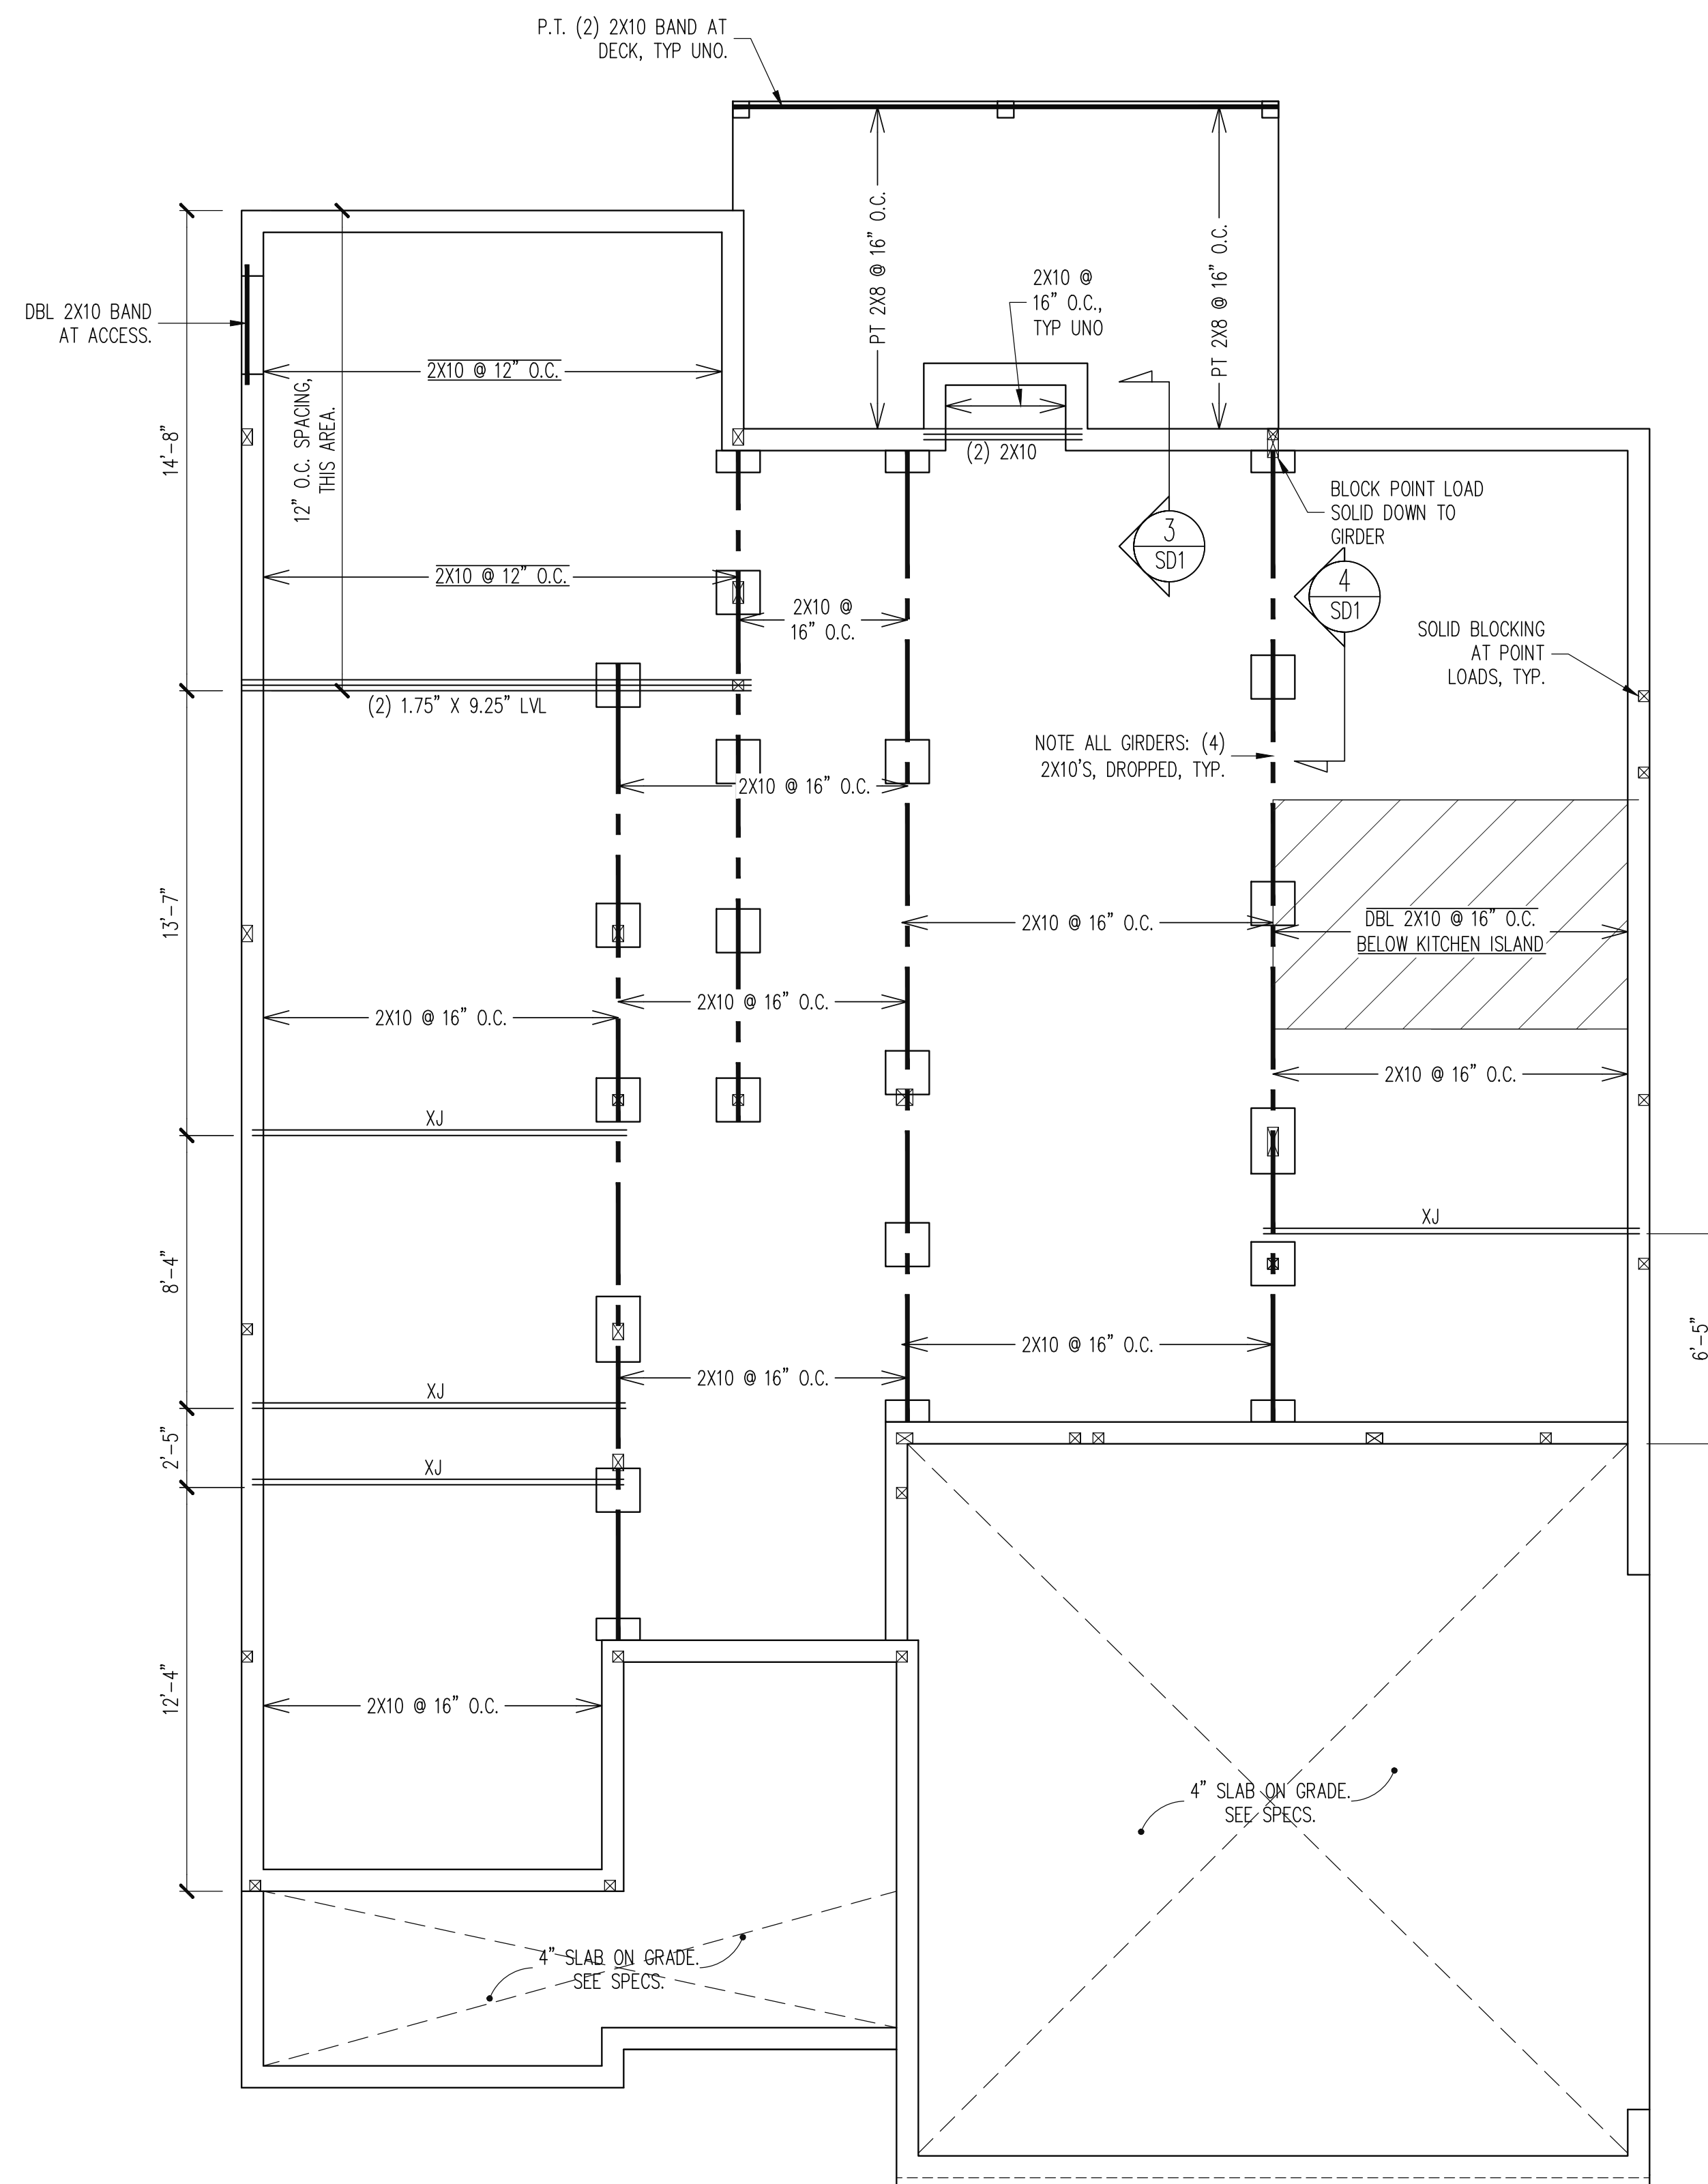 P.T. (2) 2X10 BAND AT
DECK, TYP UNO.
PT 2X8 @ 16" O.C.
PT 2X8 @ 16" O.C.
2X10 @
16" O.C.,
TYP UNO
DBL 2X10 BAND
AT ACCESS.
2X10 @ 12" O.C.
12" O.C. SPACING,
THIS AREA.
14'-8"
(2) 2X10
BLOCK POINT LOAD
SOLID DOWN TO
GIRDER
3
SD1
4
SD1
2X10 @ 12" O.C.
2X10 @
16" O.C.
SOLID BLOCKING
AT POINT
LOADS, TYP.
(2) 1.75" X 9.25" LVL
NOTE ALL GIRDERS: (4)
2X10'S, DROPPED, TYP.
2X10 @ 16" O.C.
13'-7"
2X10 @ 16" O.C.
DBL 2X10 @ 16" O.C.
BELOW KITCHEN ISLAND
2X10 @ 16" O.C.
2X10 @ 16" O.C.
2X10 @ 16" O.C.
XJ
XJ
8'-4"
6'-5"
2X10 @ 16" O.C.
2X10 @ 16" O.C.
XJ
2'-5"
XJ
12'-4"
2X10 @ 16" O.C.
4" SLAB ON GRADE.
SEE SPECS.
4" SLAB ON GRADE.
SEE SPECS.